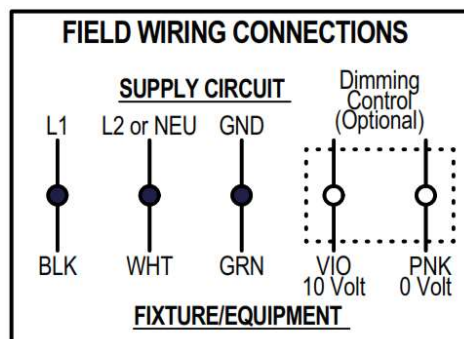 FIELD WIRING CONNECTIONS
SUPPLY CIRCUIT
Dimming
Control
(Optional)
L1 L2 or NEU GND
BLK WHT GRN VIO PNK
10 Volt 0 Volt
FIXTURE/EQUIPMENT